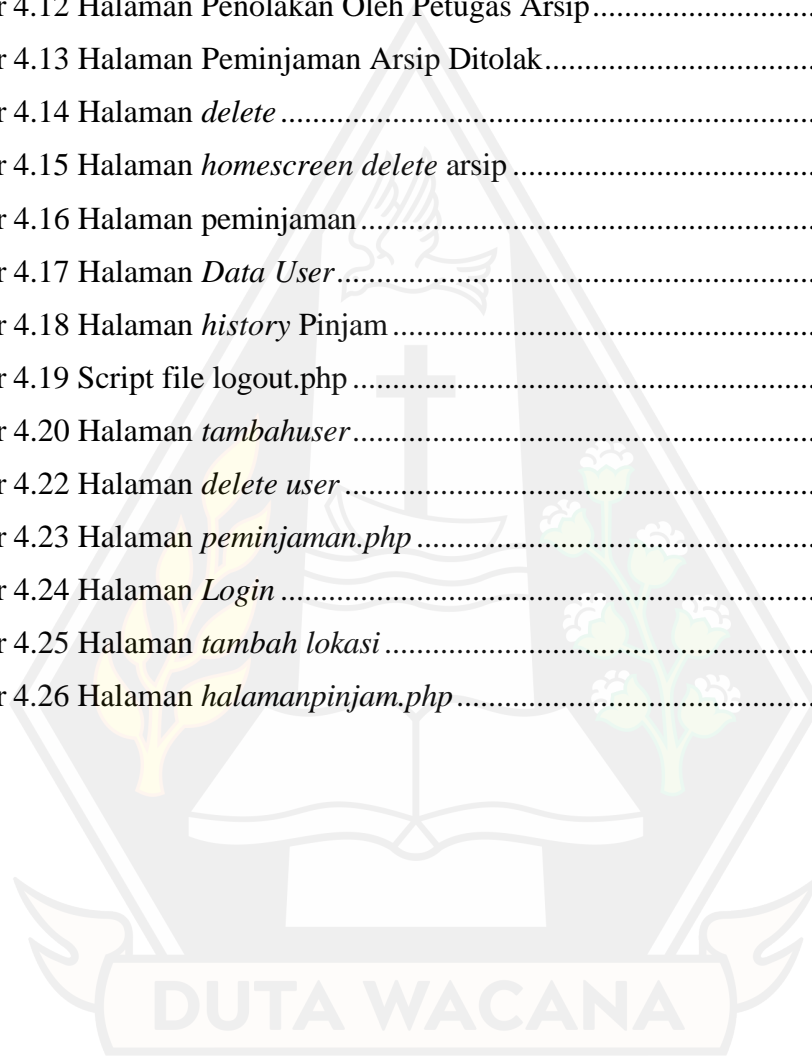 r 4.12 Halaman Penolakan Oleh Petugas Arsip..........................
r 4.13 Halaman Peminjaman Arsip Ditolak................................
r 4.14 Halaman delete................................................................
r 4.15 Halaman homescreen delete arsip....................................
r 4.16 Halaman peminjaman......................................................
r 4.17 Halaman Data User.........................................................
r 4.18 Halaman history Pinjam..................................................
r 4.19 Script file logout.php.......................................................
r 4.20 Halaman tambahuser.......................................................
r 4.22 Halaman delete user........................................................
r 4.23 Halaman peminjaman.php..............................................
r 4.24 Halaman Login................................................................
r 4.25 Halaman tambah lokasi...................................................
r 4.26 Halaman halamanpinjam.php.........................................
DUTA WACANA